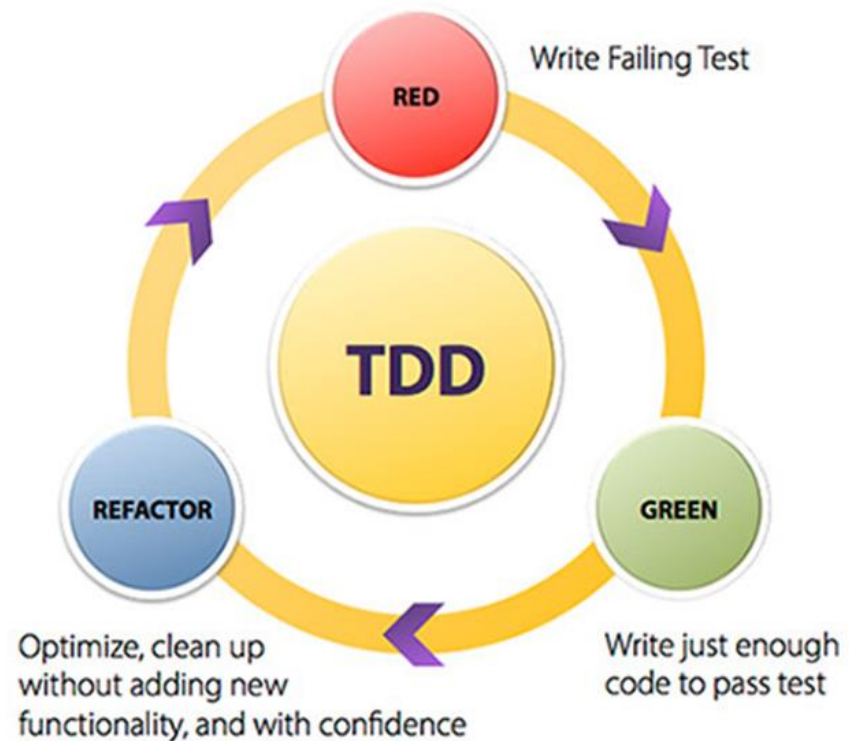 RED
Write Failing Test
TDD
REFACTOR
GREEN
Optimize, clean up
without adding new
functionality, and with confidence
Write just enough
code to pass test